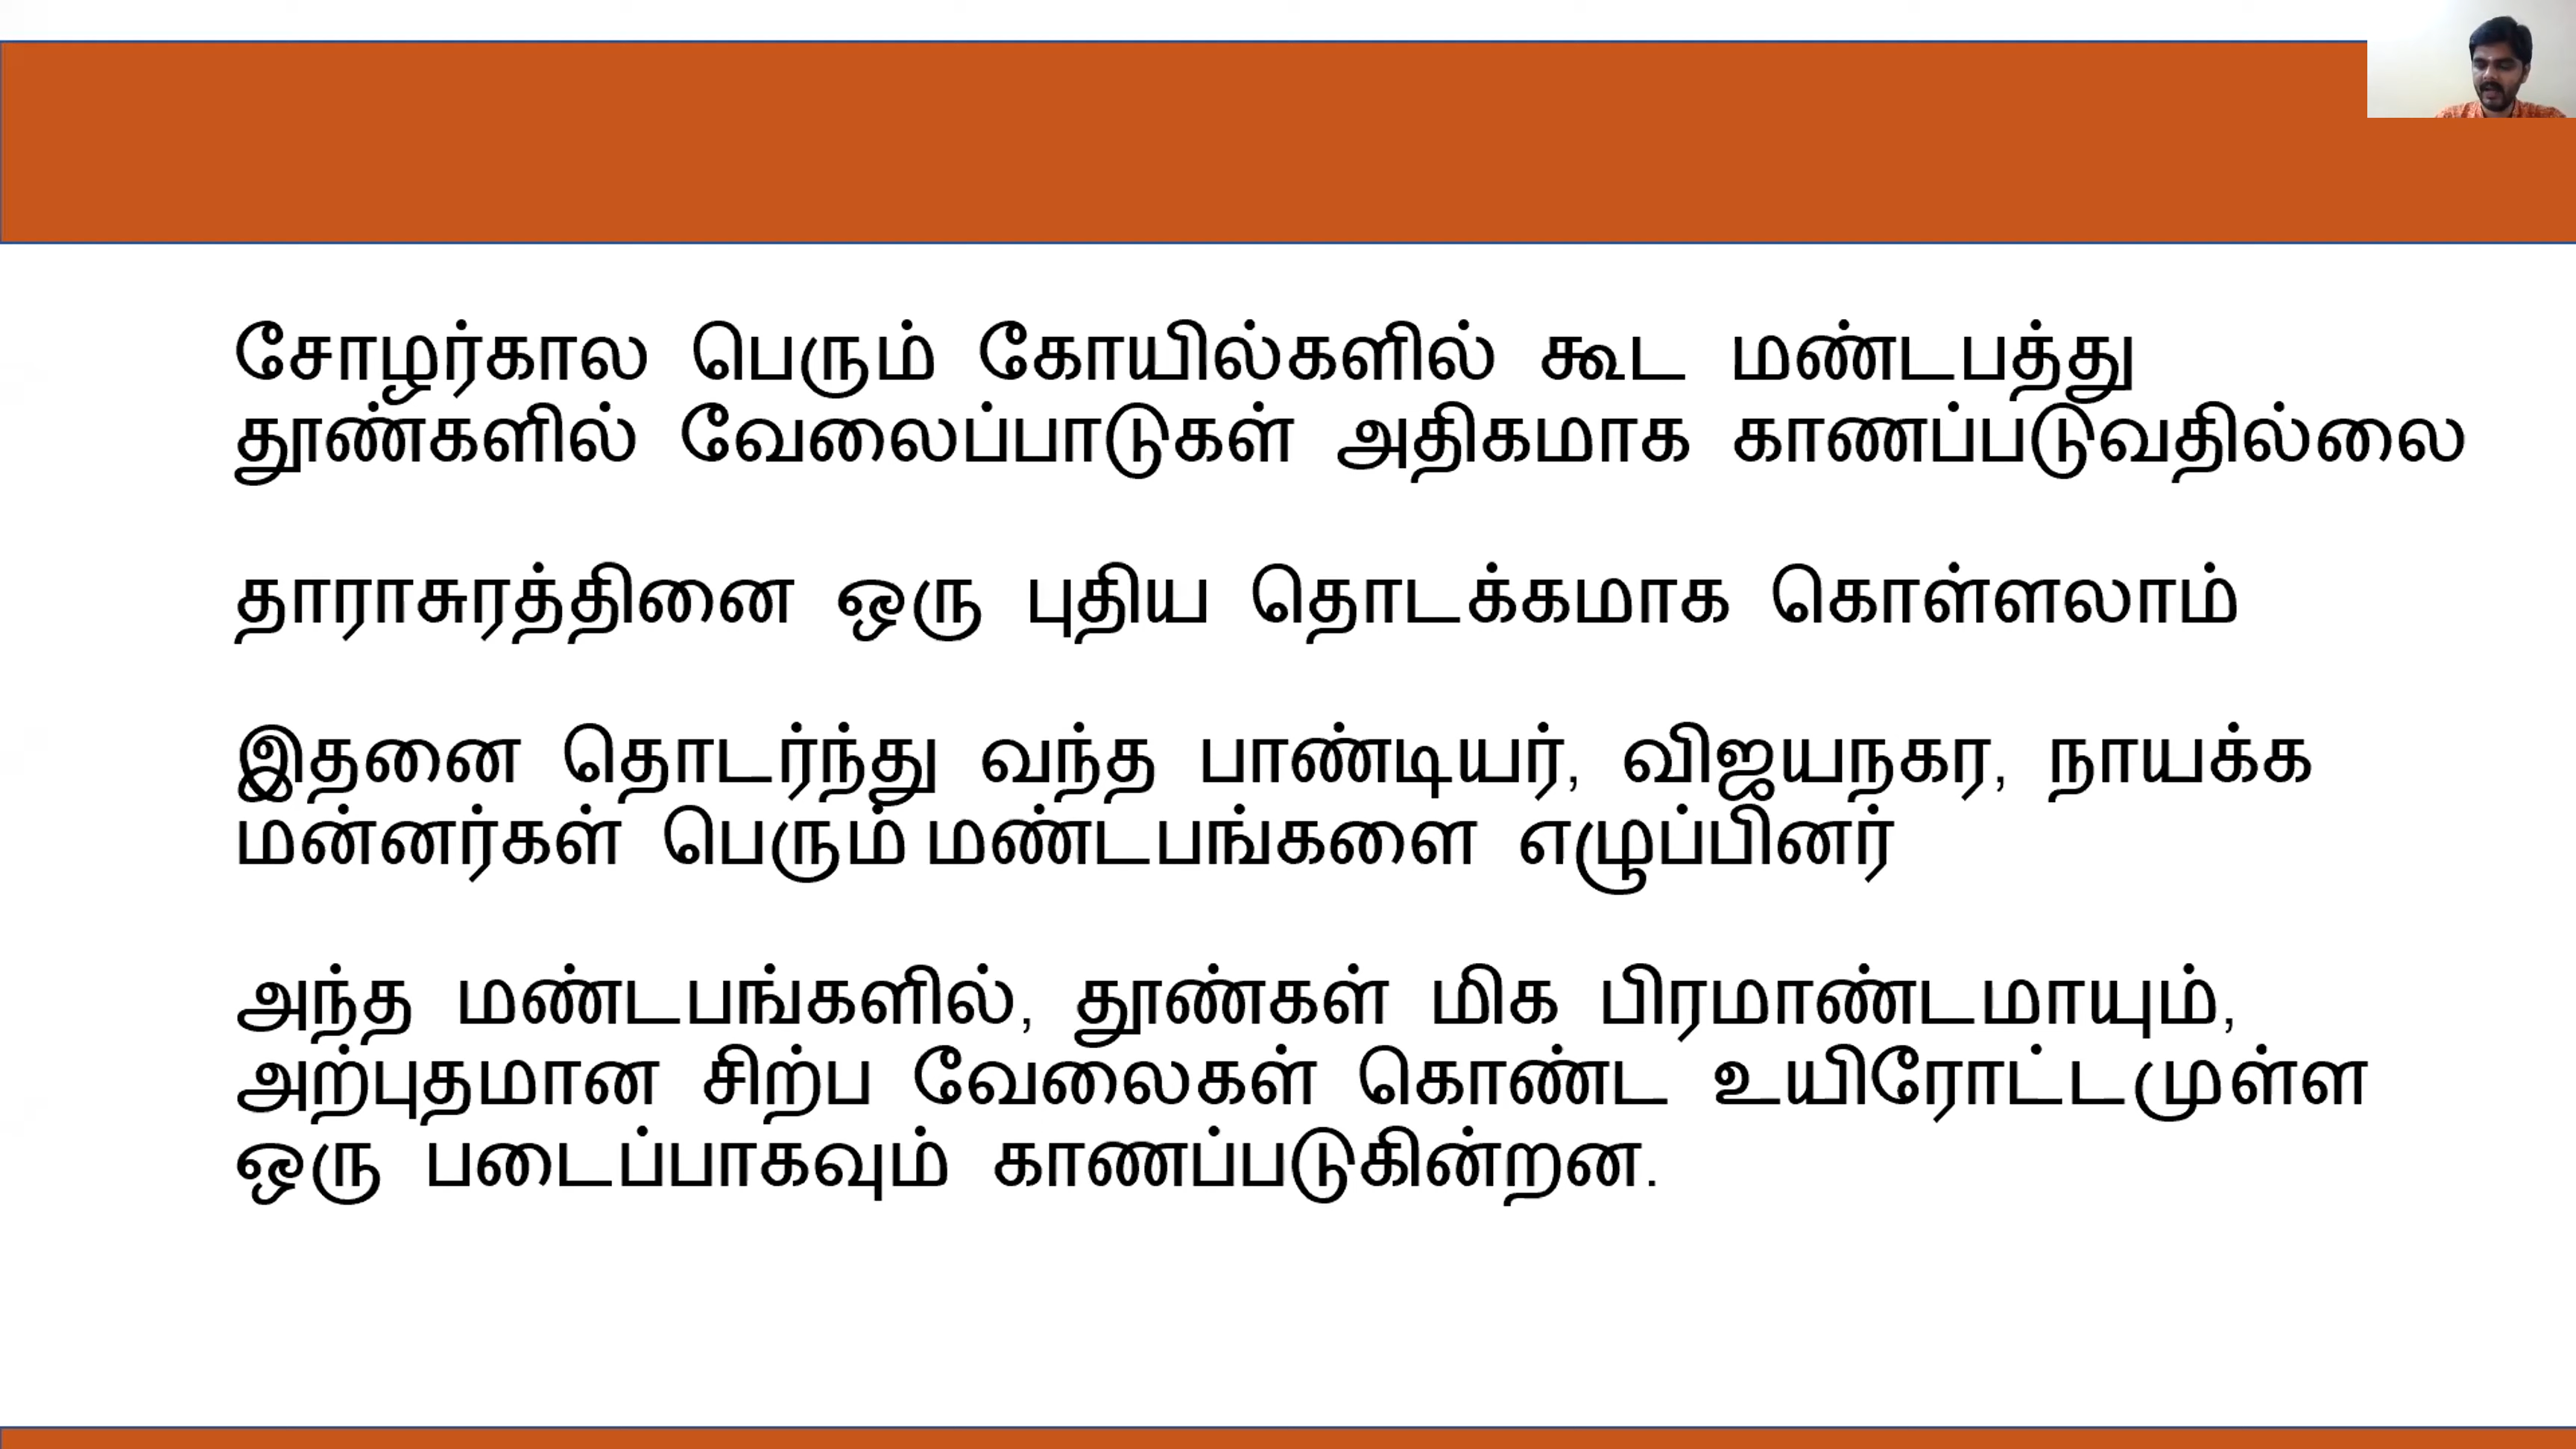 சோழர்கால பெரும் கோயில்களில் கூட மண்டபத்து
தூண்களில் வேலைப்பாடுகள் அதிகமாக காணப்படுவதில்லை
தாராசுரத்தினை ஒரு புதிய தொடக்கமாக கொள்ளலாம்
இதனை தொடர்ந்து வந்த பாண்டியர், விஜயநகர, நாயக்க
மன்னர்கள் பெரும் மண்டபங்களை எழுப்பினர்
அந்த மண்டபங்களில், தூண்கள் மிக பிரமாண்டமாயும்,
அற்புதமான சிற்ப வேலைகள் கொண்ட உயிரோட்டமுள்ள
ஒரு படைப்பாகவும் காணப்படுகின்றன.